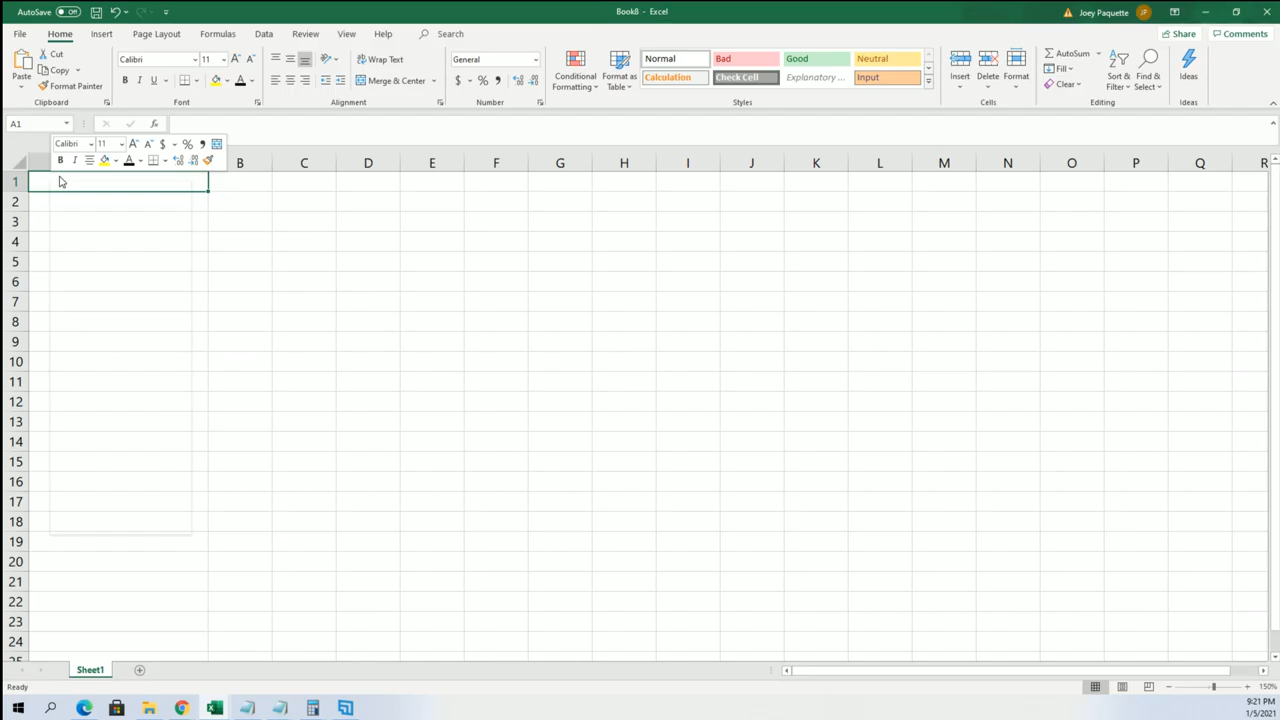 AutoSave Off Book8 - Excel Joey Paquette JP
File Home Insert Page Layout Formulas Data Review View Help Search Share Comments
Paste Cut Copy Format Painter
Calibri 11 A A
B I U A
Wrap Text
Merge & Center
General
$ % ,
Conditional Formatting
Format as Table
Normal Bad Good Neutral
Calculation Check Cell Explanatory ... Input
Insert Delete Format
AutoSum
Fill
Clear
Sort & Filter
Find & Select
Ideas
Clipboard Font Alignment Number Styles Cells Editing Ideas
A1 fx
Calibri 11 A A $ % ,
B I A
B C D E F G H I J K L M N O P Q R
1
2
3
4
5
6
7
8
9
10
11
12
13
14
15
16
17
18
19
20
21
22
23
24
25
Sheet1
Ready 150%
9:21 PM
1/5/2021